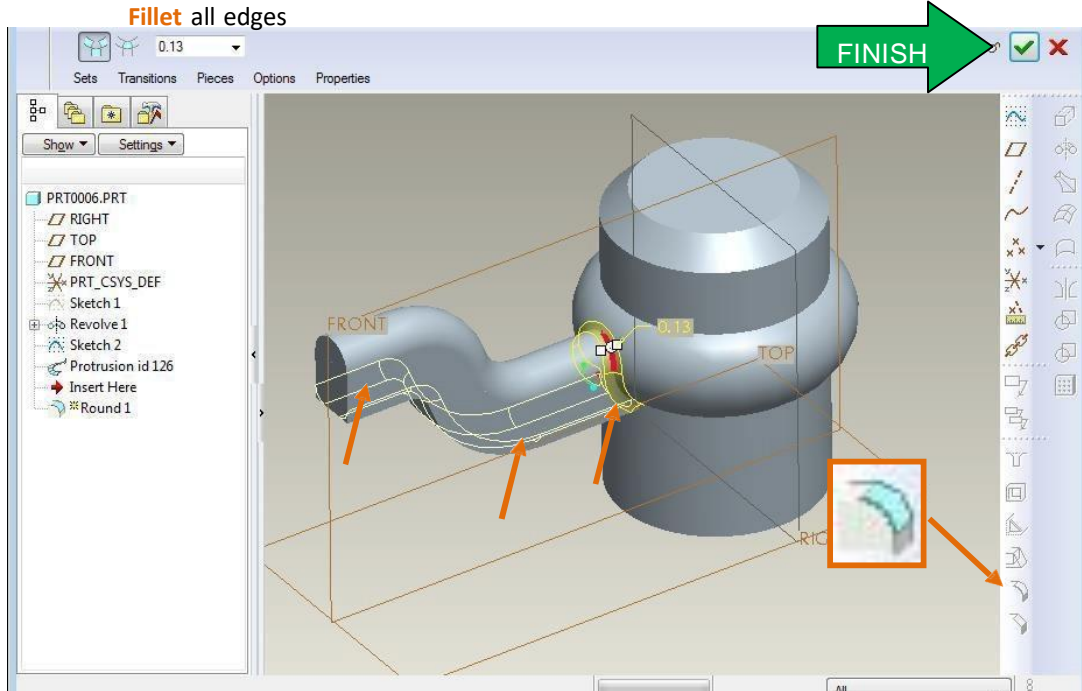 Fillet all edges
0.13
FINISH
Sets Transitions Pieces Options Properties
Show Settings
PRT0006.PRT
RIGHT
TOP
FRONT
PRT_CSYS_DEF
Sketch 1
Revolve 1
Sketch 2
Protrusion id 126
Insert Here
Round 1
FRONT
0.13
TOP
RIG
All